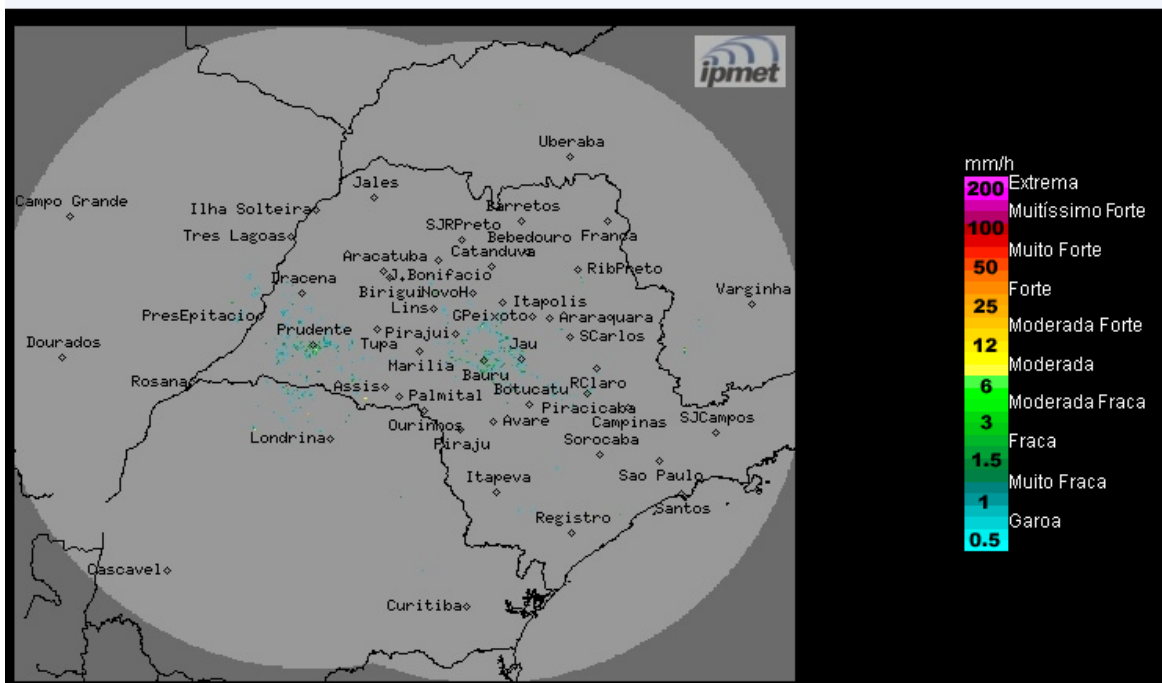 ipmet
Uberaba
Jales
Campo Grande
Ilha Solteira
Barretos
SJRPreto
Tres Lagoas
Bebedouro
Franca
Aracatuba
Catanduva
J.Bonifacio
RibPreto
Dracena
Birigui
NovoH
Itapolis
Varginha
Lins
GPeixoto
Araraquara
PresEpitacio
Prudente
Pirajui
SCarlos
Dourados
Tupa
Jau
Marilia
Bauru
Rosana
Assis
Botucatu
RClaro
Palmital
Piracicaba
Ourinhos
Avare
Campinas
SJCampos
Londrina
Piraju
Sorocaba
Itapeva
Sao Paulo
Santos
Registro
Cascavel
Curitiba
mm/h
200 Extrema
Muitíssimo Forte
100
Muito Forte
50
Forte
25
Moderada Forte
12
Moderada
6
Moderada Fraca
3
Fraca
1.5
Muito Fraca
1
Garoa
0.5